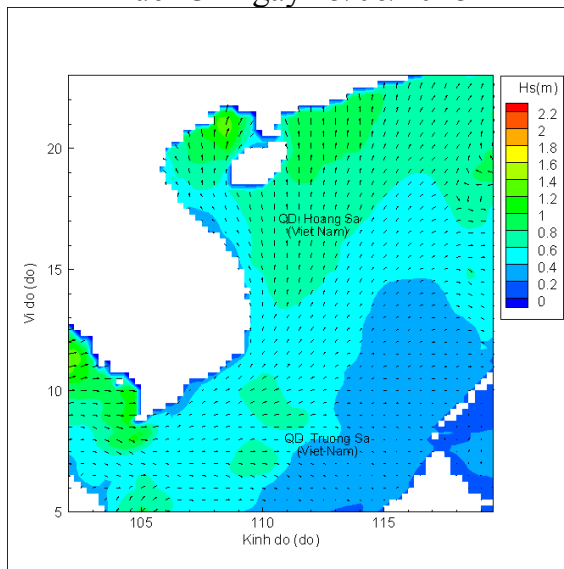 Hs(m)
2.2
2
1.8
1.6
1.4
1.2
1
0.8
0.6
0.4
0.2
0
20
15
10
5
Vi do (do)
QD. Hoang Sa
(Viet Nam)
QD. Truong Sa
(Viet Nam)
105
110
115
Kinh do (do)